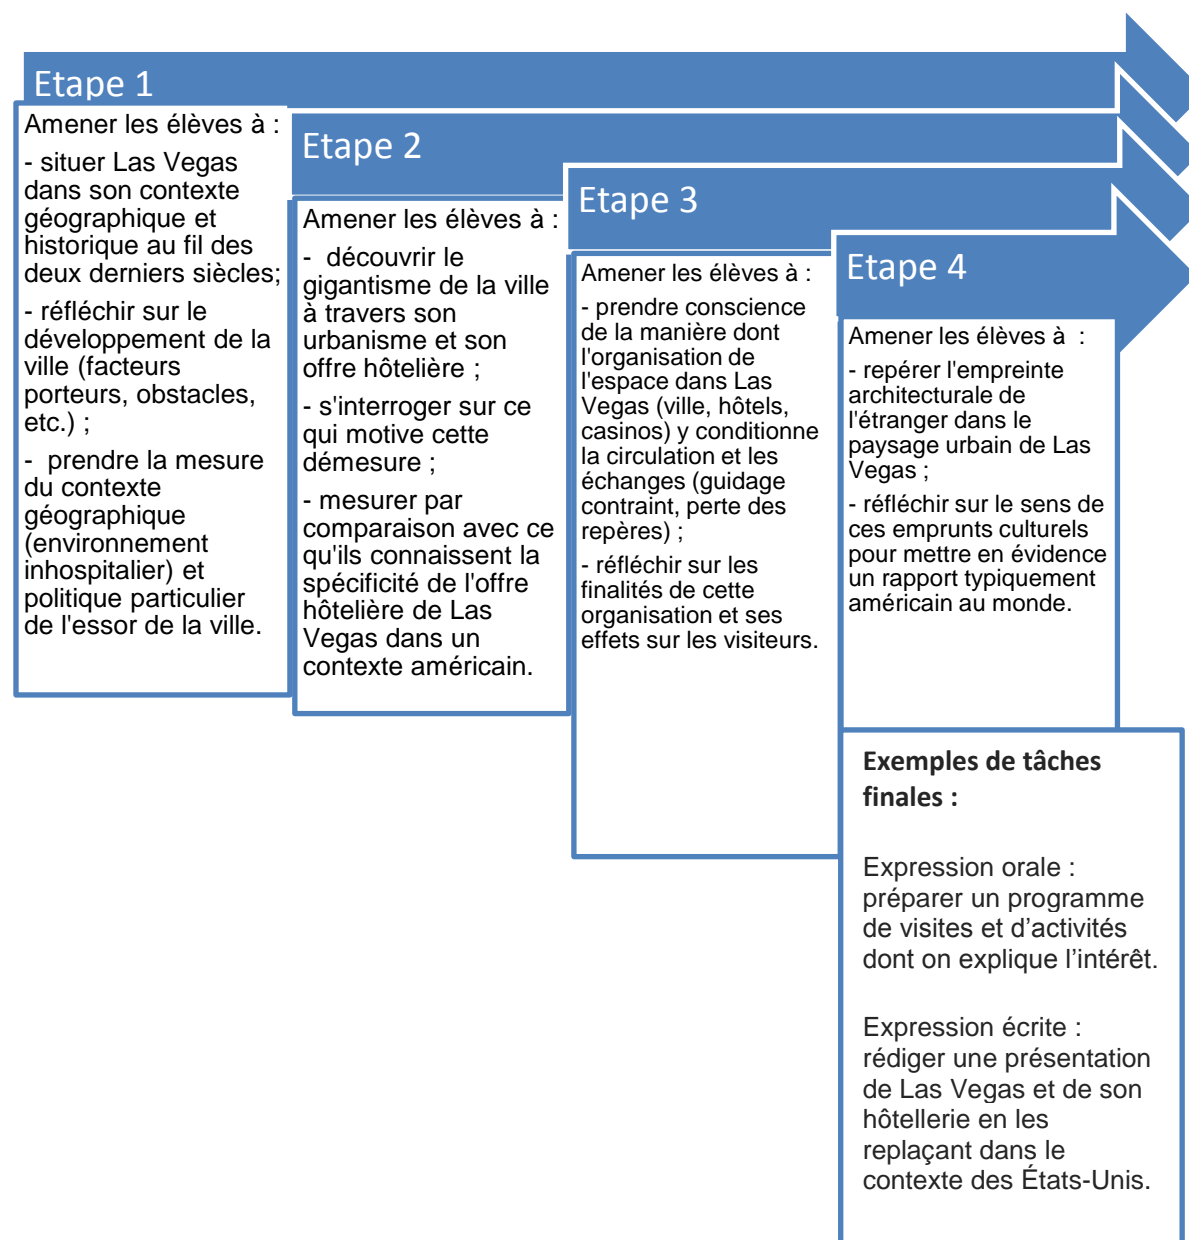 Etape 1
Amener les élèves à :
- situer Las Vegas
dans son contexte
géographique et
historique au fil des
deux derniers siècles;
- réfléchir sur le
développement de la
ville (facteurs
porteurs, obstacles,
etc.) ;
- prendre la mesure
du contexte
géographique
(environnement
inhospitalier) et
politique particulier
de l'essor de la ville.
Etape 2
Amener les élèves à :
- découvrir le
gigantisme de la ville
à travers son
urbanisme et son
offre hôtelière ;
- s'interroger sur ce
qui motive cette
démesure ;
- mesurer par
comparaison avec ce
qu'ils connaissent la
spécificité de l'offre
hôtelière de Las
Vegas dans un
contexte américain.
Etape 3
Amener les élèves à :
- prendre conscience
de la manière dont
l'organisation de
l'espace dans Las
Vegas (ville, hôtels,
casinos) y conditionne
la circulation et les
échanges (guidage
contraint, perte des
repères) ;
- réfléchir sur les
finalités de cette
organisation et ses
effets sur les visiteurs.
Etape 4
Amener les élèves à :
- repérer l'empreinte
architecturale de
l'étranger dans le
paysage urbain de Las
Vegas ;
- réfléchir sur le sens de
ces emprunts culturels
pour mettre en évidence
un rapport typiquement
américain au monde.
Exemples de tâches
finales :
Expression orale :
préparer un programme
de visites et d’activités
dont on explique l’intérêt.
Expression écrite :
rédiger une présentation
de Las Vegas et de son
hôtellerie en les
replaçant dans le
contexte des États-Unis.